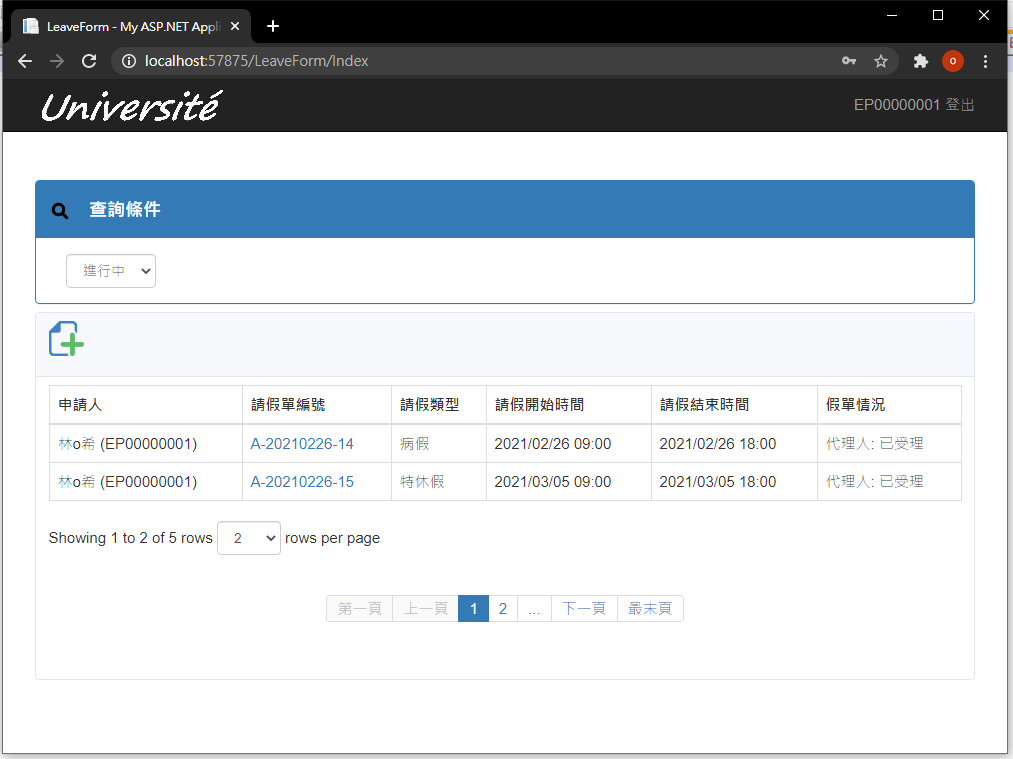 LeaveForm - My ASP.NET Appli
localhost:57875/LeaveForm/Index
o
Université
EP00000001 登出
查詢條件
進行中
申請人 請假單編號 請假類型 請假開始時間 請假結束時間 假單情況
林o希 (EP00000001) A-20210226-14 病假 2021/02/26 09:00 2021/02/26 18:00 代理人: 已受理
林o希 (EP00000001) A-20210226-15 特休假 2021/03/05 09:00 2021/03/05 18:00 代理人: 已受理
Showing 1 to 2 of 5 rows 2 rows per page
第一頁 上一頁 1 2 ... 下一頁 最末頁